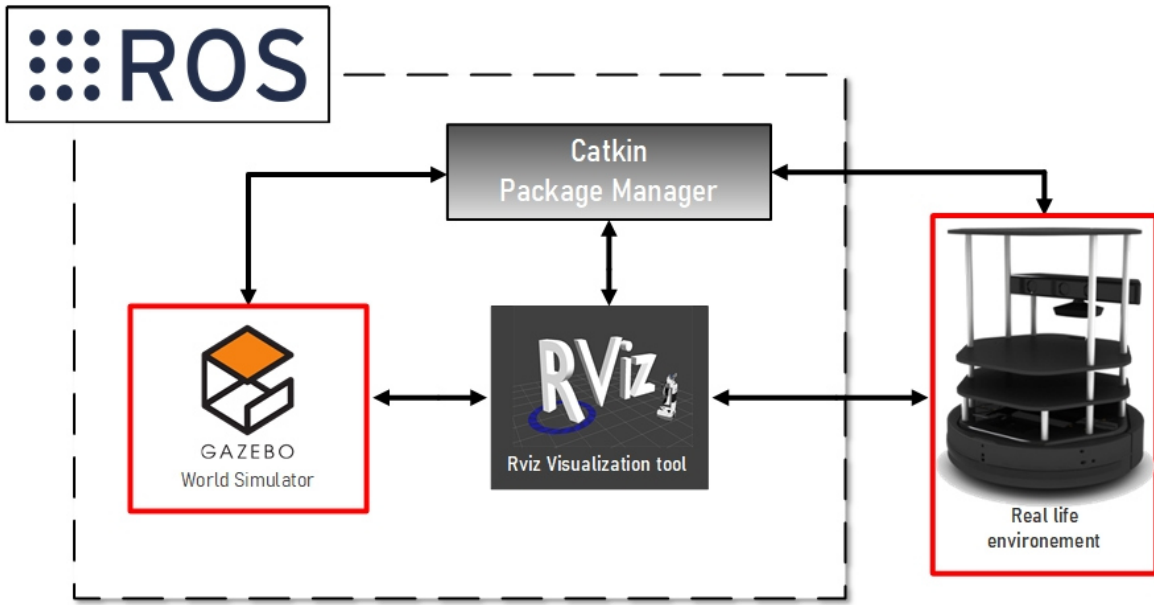 ROS
Catkin
Package Manager
RViz
GAZEBO
World Simulator
Rviz Visualization tool
Real life
environement